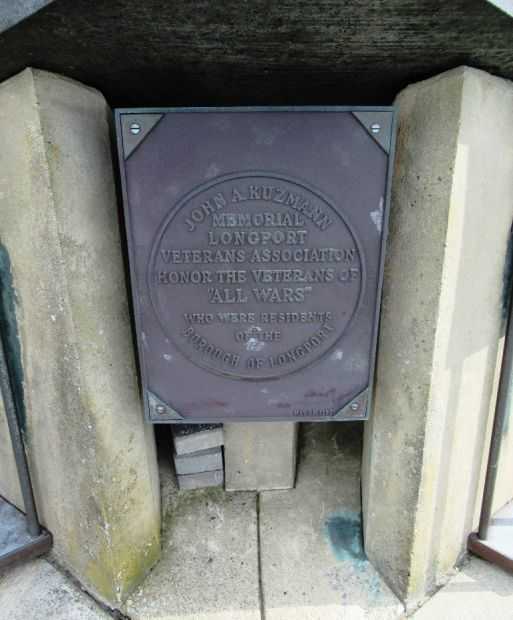 JOHN A. KUZMANN
MEMORIAL
LONGPORT
VETERANS ASSOCIATION
HONOR THE VETERANS OF
"ALL WARS"
WHO WERE RESIDENTS
OF THE
BOROUGH OF LONGPORT